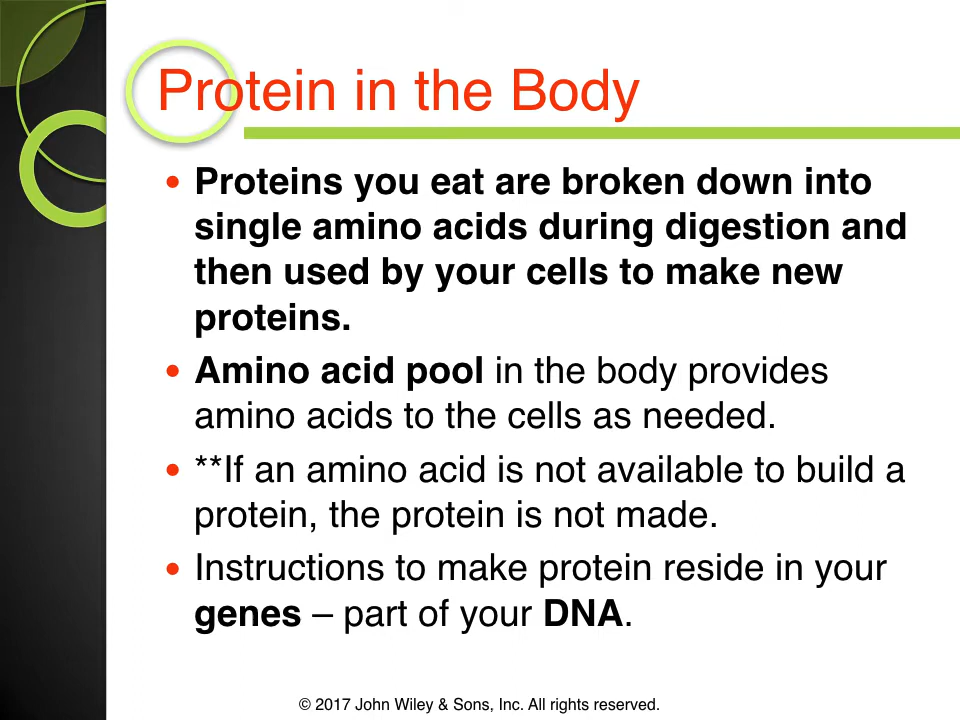 Protein in the Body
• Proteins you eat are broken down into
single amino acids during digestion and
then used by your cells to make new
proteins.
• Amino acid pool in the body provides
amino acids to the cells as needed.
• **If an amino acid is not available to build a
protein, the protein is not made.
• Instructions to make protein reside in your
genes – part of your DNA.
© 2017 John Wiley & Sons, Inc. All rights reserved.